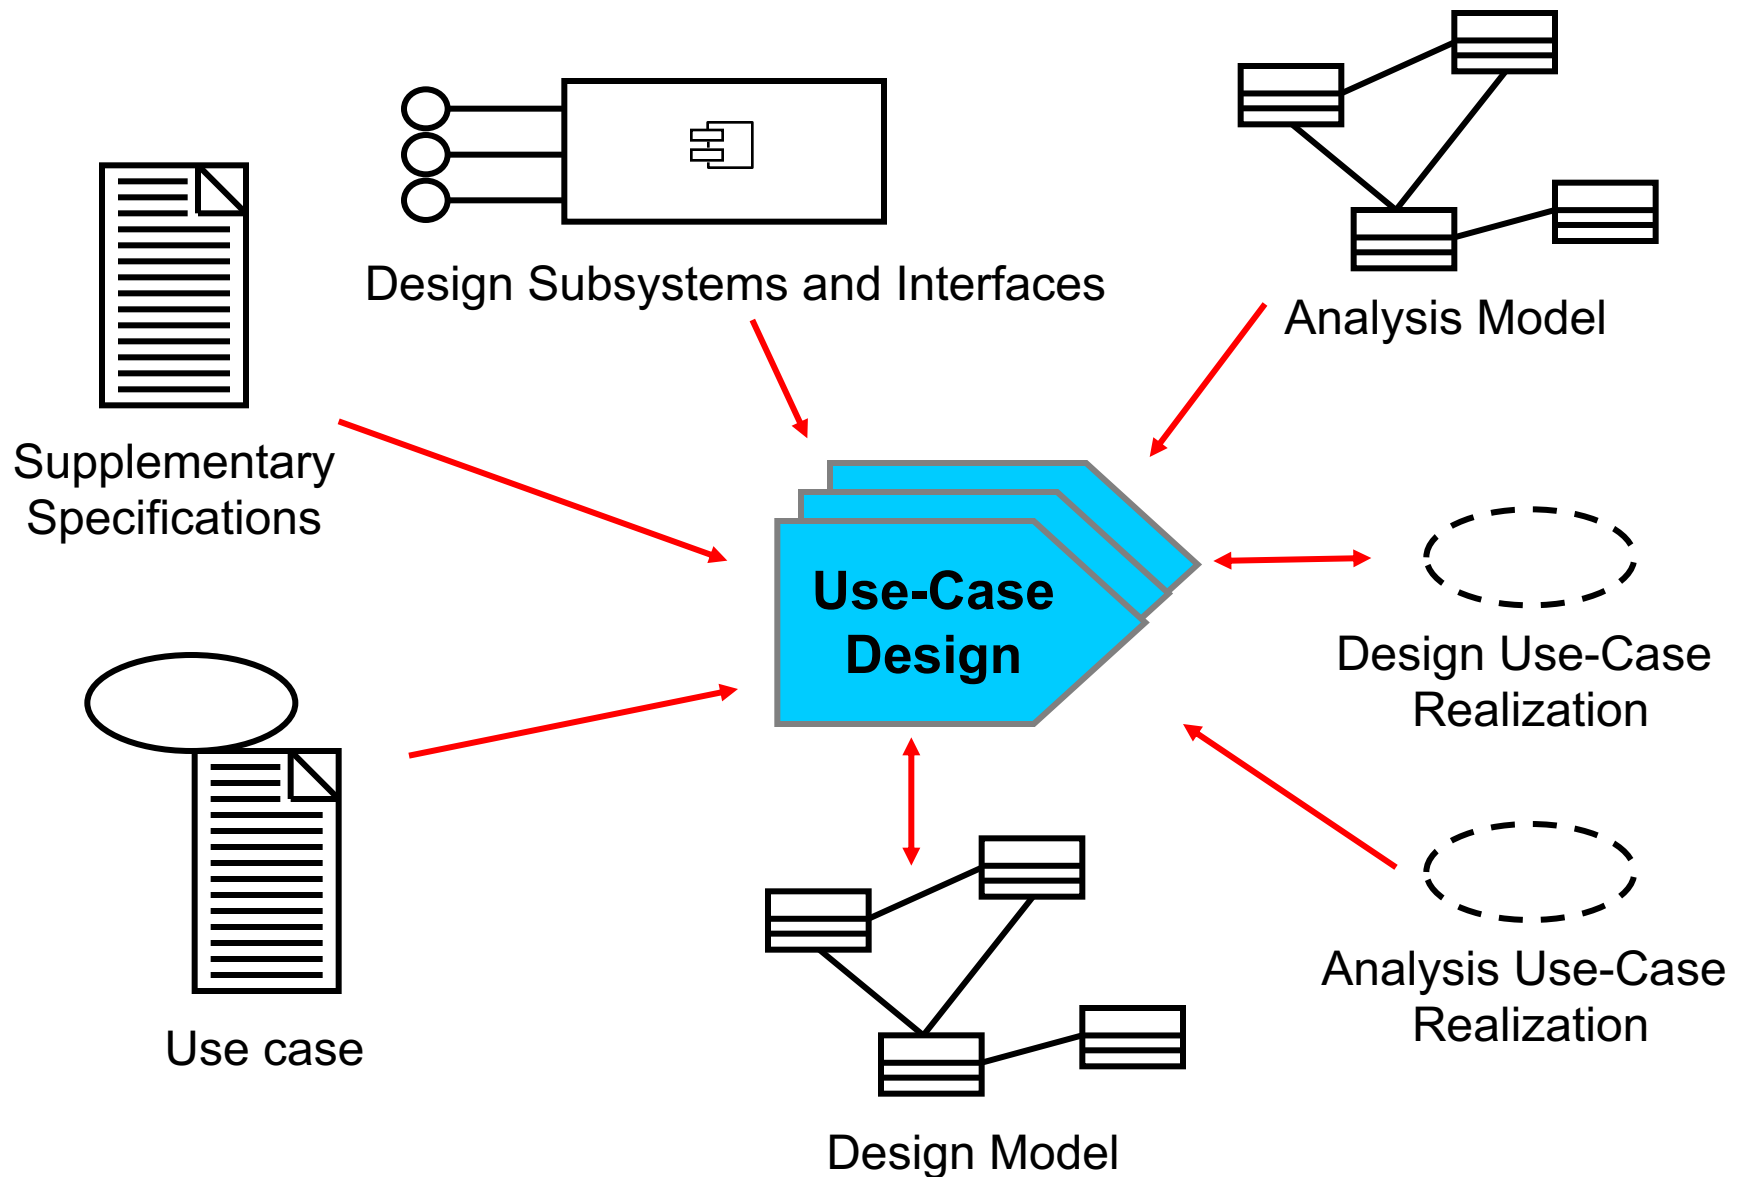 Design Subsystems and Interfaces
Analysis Model
Supplementary
Specifications
Use-Case
Design
Design Use-Case
Realization
Use case
Analysis Use-Case
Realization
Design Model